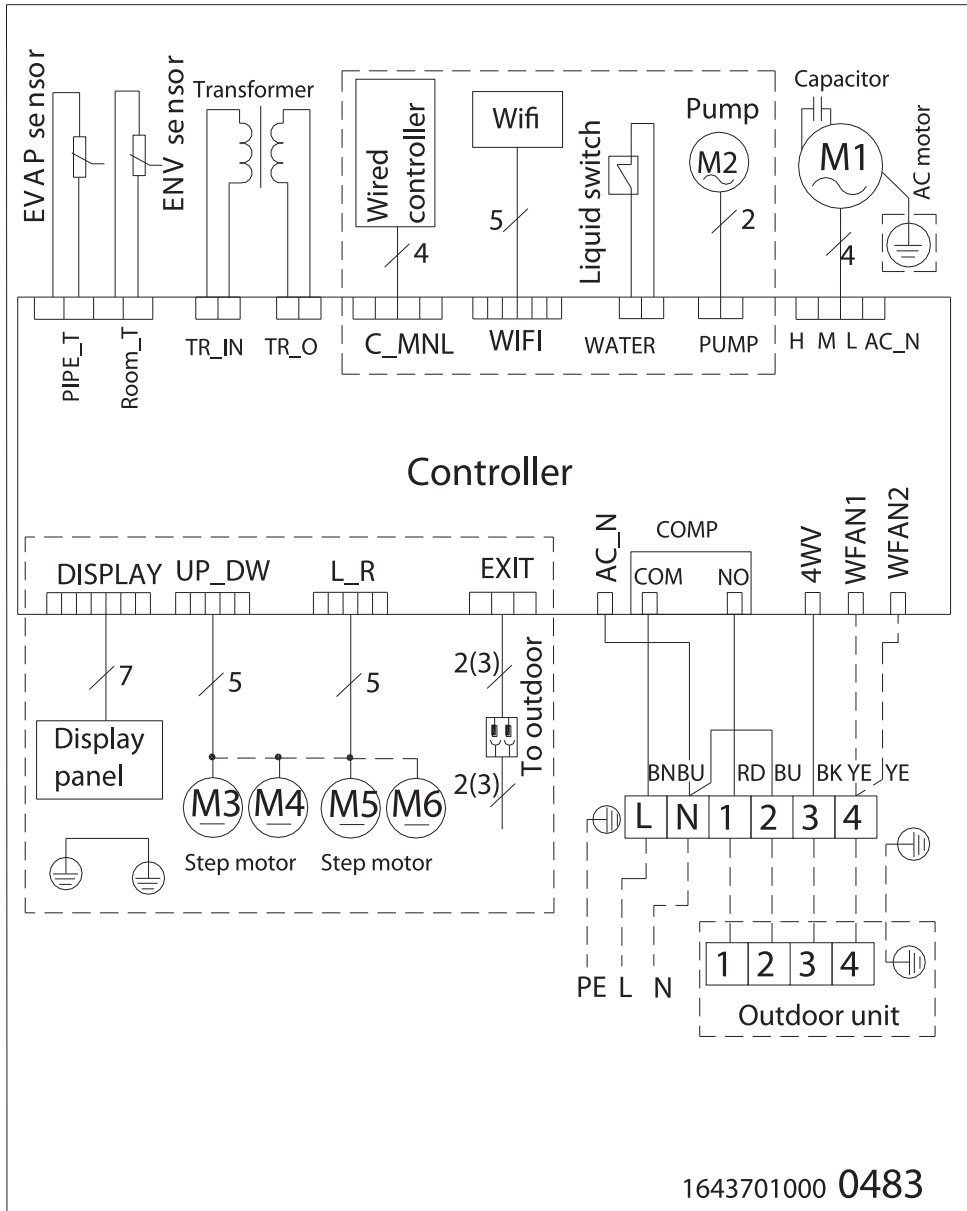 EVAP sensor
ENV sensor
Transformer
Wired
controller
4
Wifi
5
Liquid switch
Pump
M2
2
Capacitor
M1
4
AC motor
PIPE_T
Room_T
TR_IN
TR_O
C_MNL
WIFI
WATER
PUMP
H M L AC_N
Controller
DISPLAY
UP_DW
L_R
EXIT
AC_N
COMP
COM
NO
4WV
WFAN1
WFAN2
7
5
5
2(3)
2(3)
To outdoor
Display
panel
M3
M4
M5
M6
Step motor
Step motor
BN BU RD BU BK YE YE
L N 1 2 3 4
PE L N
1 2 3 4
Outdoor unit
1643701000 0483